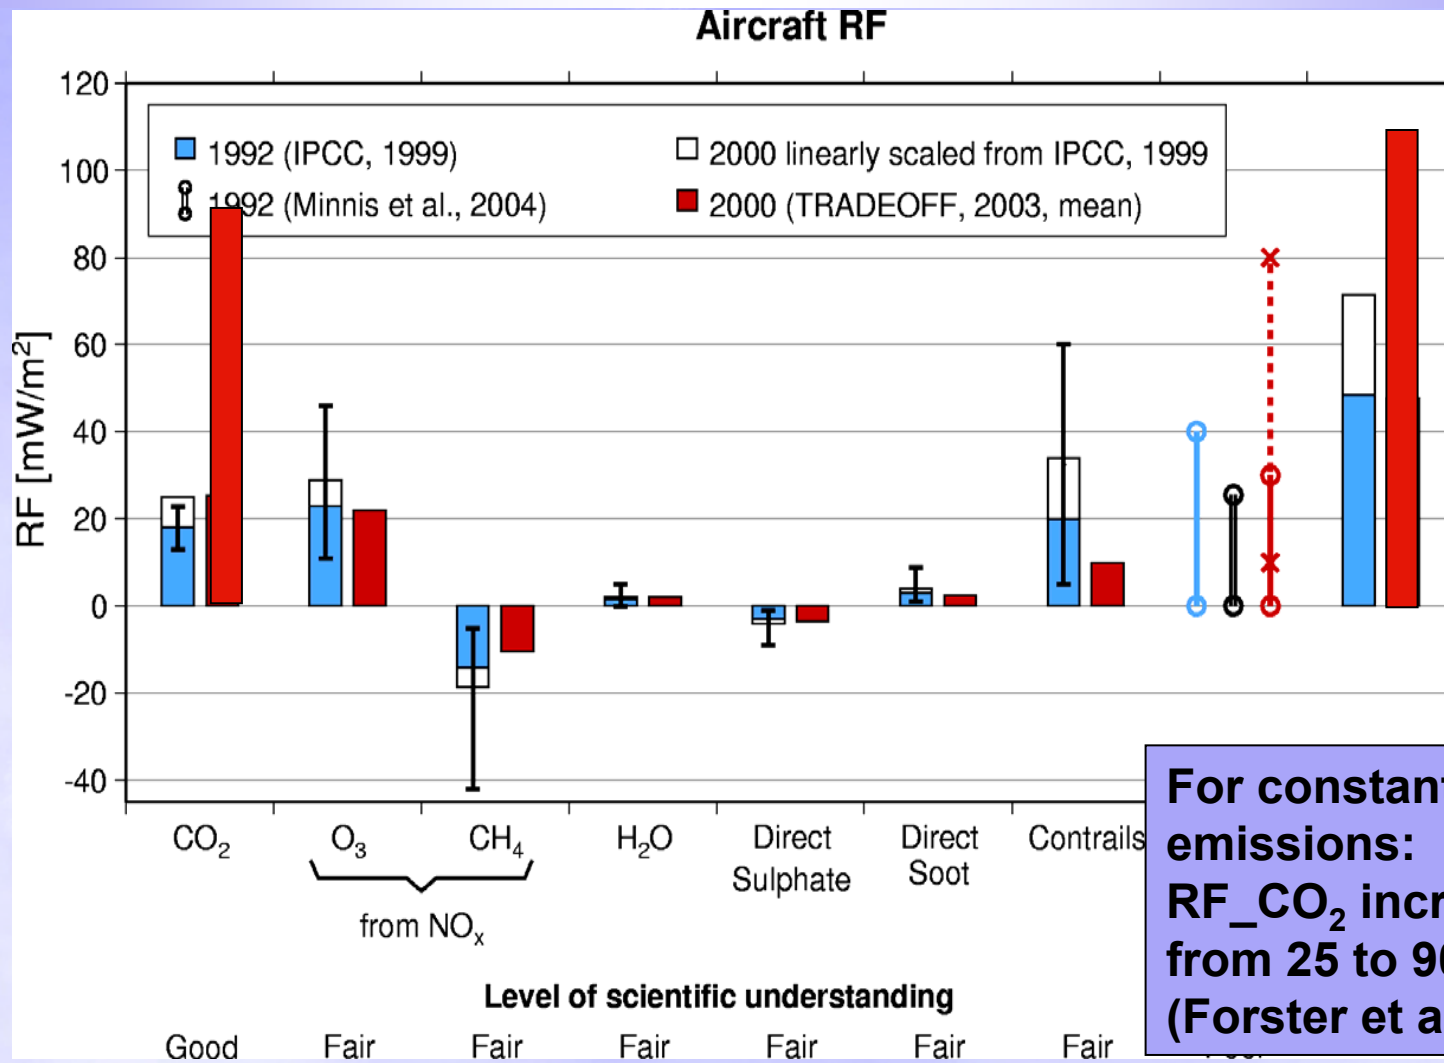 Aircraft RF
120
100
80
60
40
20
0
-20
-40
RF [mW/m²]
1992 (IPCC, 1999)
2000 linearly scaled from IPCC, 1999
1992 (Minnis et al., 2004)
2000 (TRADEOFF, 2003, mean)
CO₂ O₃ CH₄ H₂O Direct Sulphate Direct Soot Contrails
from NOₓ
Level of scientific understanding
Good Fair Fair Fair Fair Fair Fair
For constant
emissions:
RF_CO₂
from 25 to
(Forster et